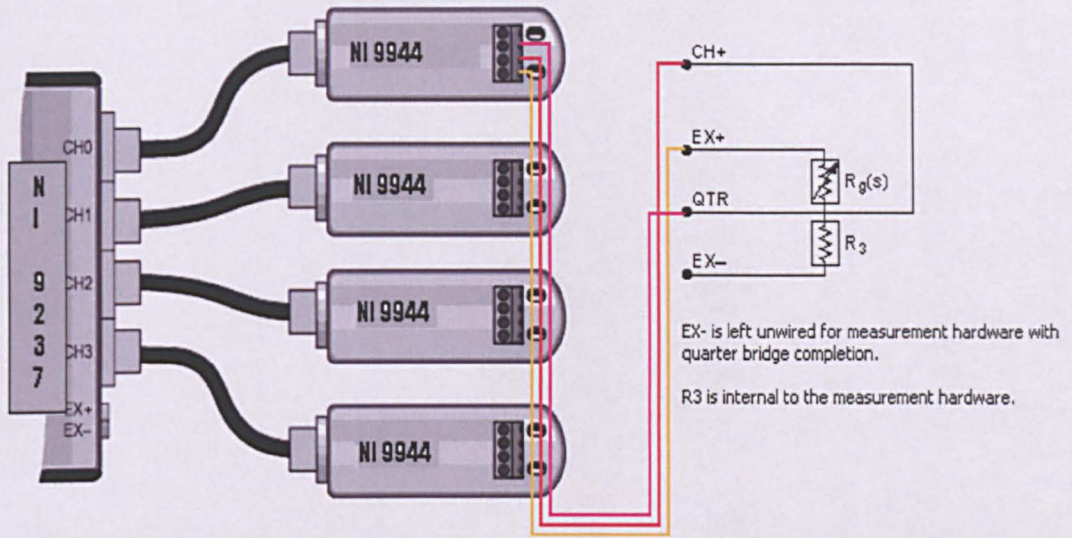 NI 9944
CH+
CH0
EX+
NI 9944
Rg(s)
N
I
9
2
3
7
CH1
QTR
R3
CH2
EX–
NI 9944
EX- is left unwired for measurement hardware with
quarter bridge completion.
CH3
R3 is internal to the measurement hardware.
EX+
EX–
NI 9944